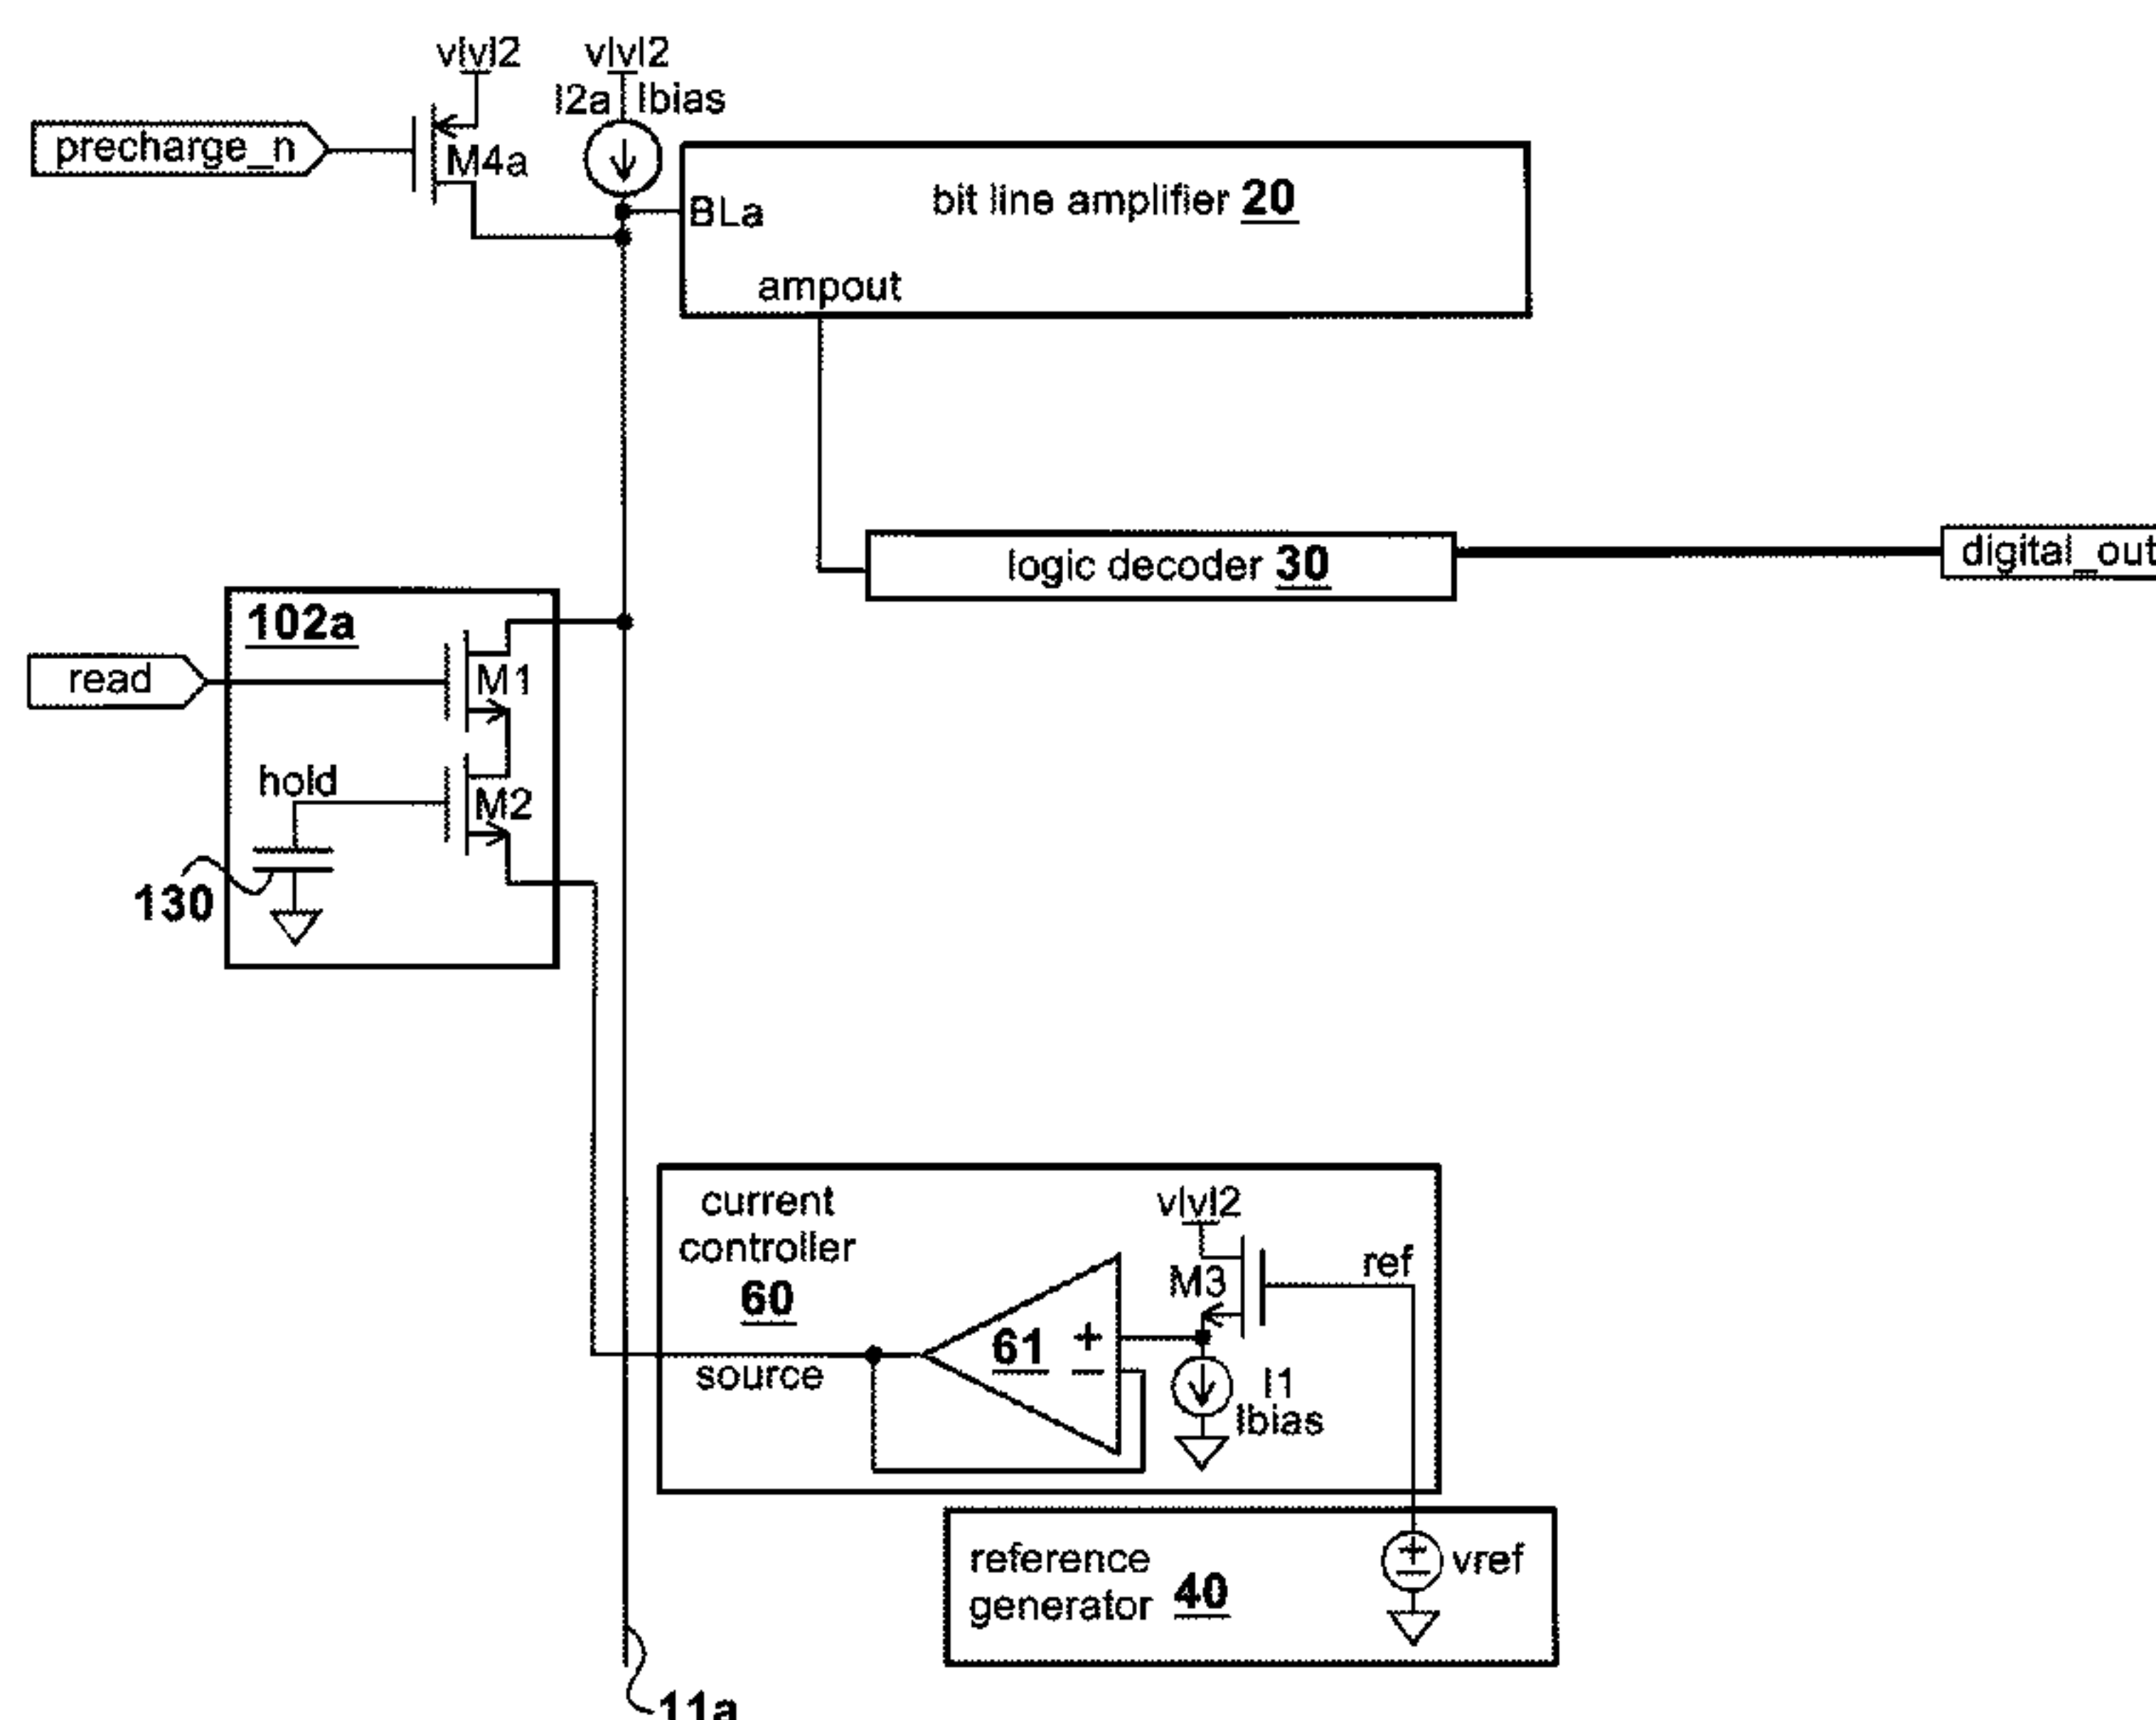 vlvl2 vlvl2
I2a Ibias
precharge_n
M4a
bit line amplifier 20
BLa
ampout
logic decoder 30
digital_out
102a
read
M1
hold
M2
130
current
controller
60
vlvl2
M3
ref
61 + −
source
I1
Ibias
reference
generator 40
+ − vref
11a